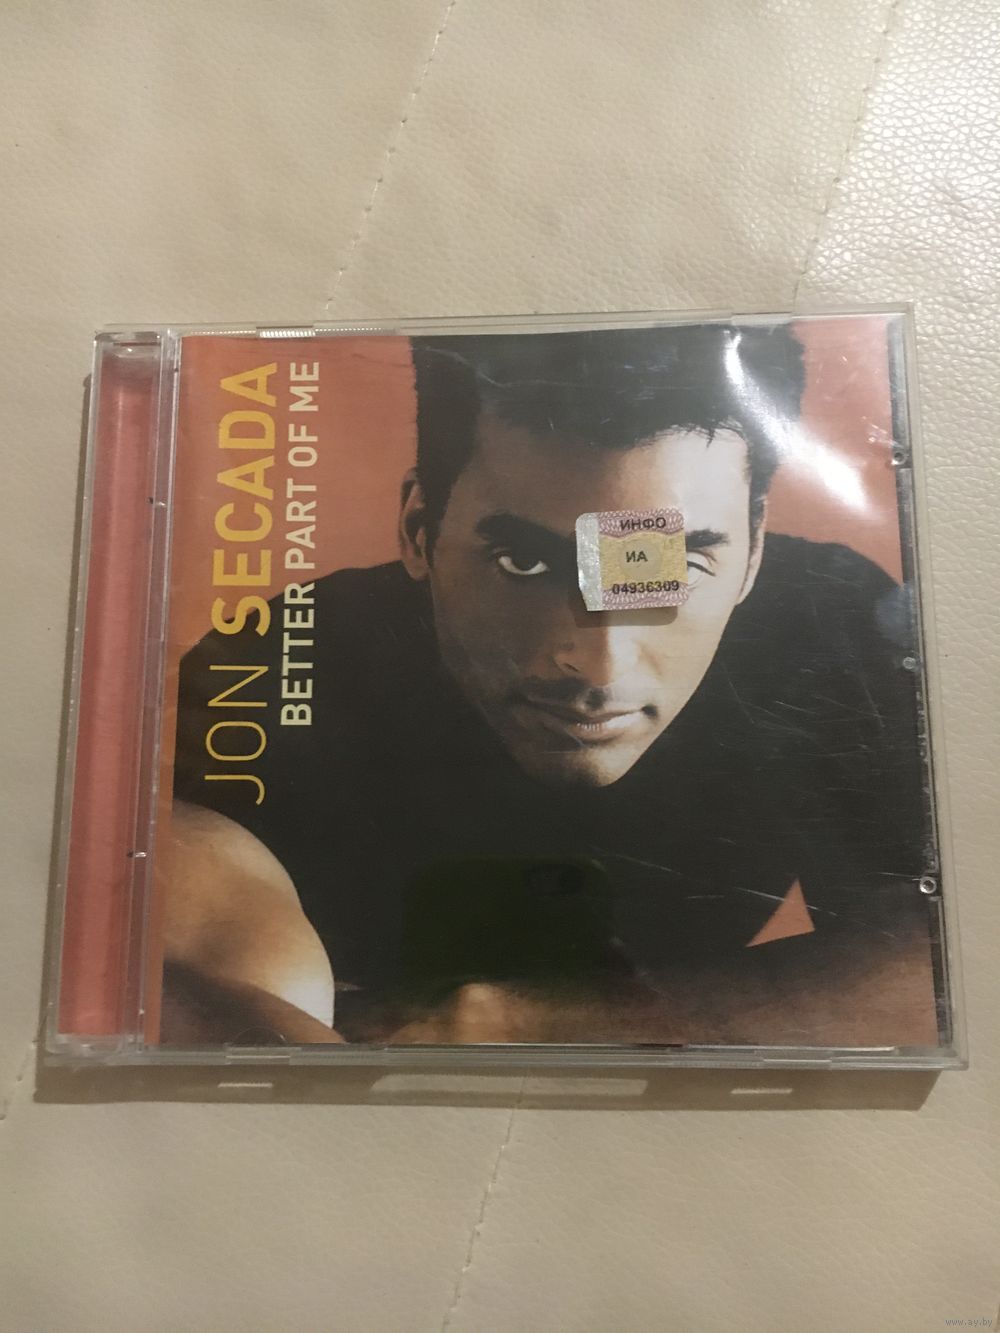 JON SECADA
BETTER PART OF ME
ИНФО
ИА
04936309
www.ay.by